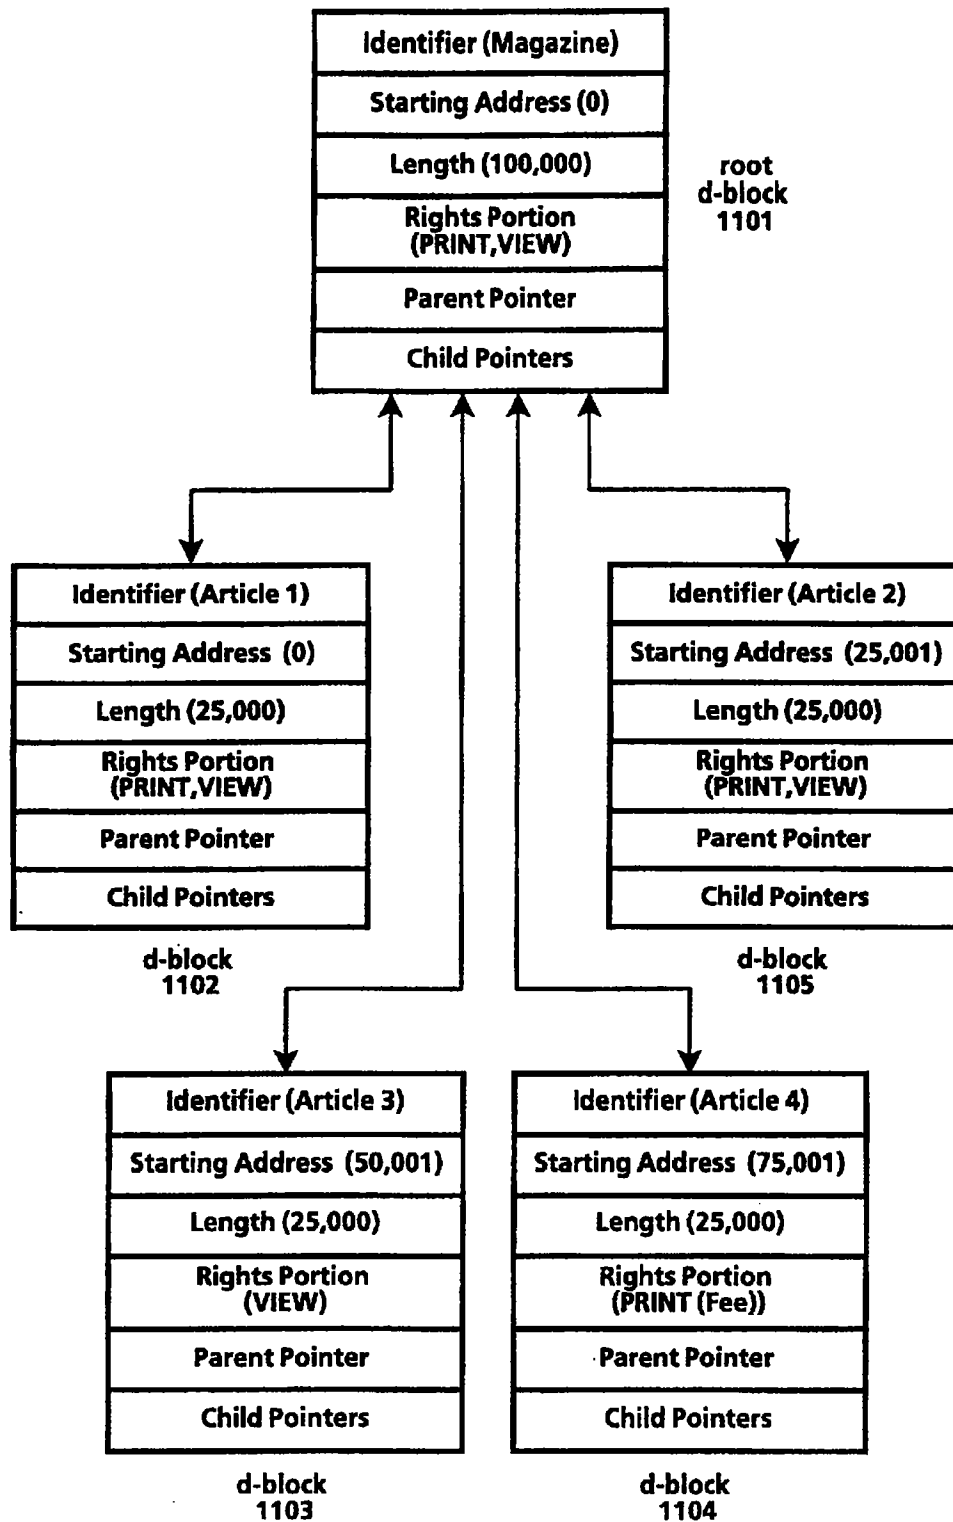 Identifier (Magazine)
Starting Address (0)
Length (100,000)
Rights Portion
(PRINT,VIEW)
Parent Pointer
Child Pointers
root
d-block
1101
Identifier (Article 1)
Starting Address (0)
Length (25,000)
Rights Portion
(PRINT,VIEW)
Parent Pointer
Child Pointers
d-block
1102
Identifier (Article 2)
Starting Address (25,001)
Length (25,000)
Rights Portion
(PRINT,VIEW)
Parent Pointer
Child Pointers
d-block
1105
Identifier (Article 3)
Starting Address (50,001)
Length (25,000)
Rights Portion
(VIEW)
Parent Pointer
Child Pointers
d-block
1103
Identifier (Article 4)
Starting Address (75,001)
Length (25,000)
Rights Portion
(PRINT (Fee))
Parent Pointer
Child Pointers
d-block
1104